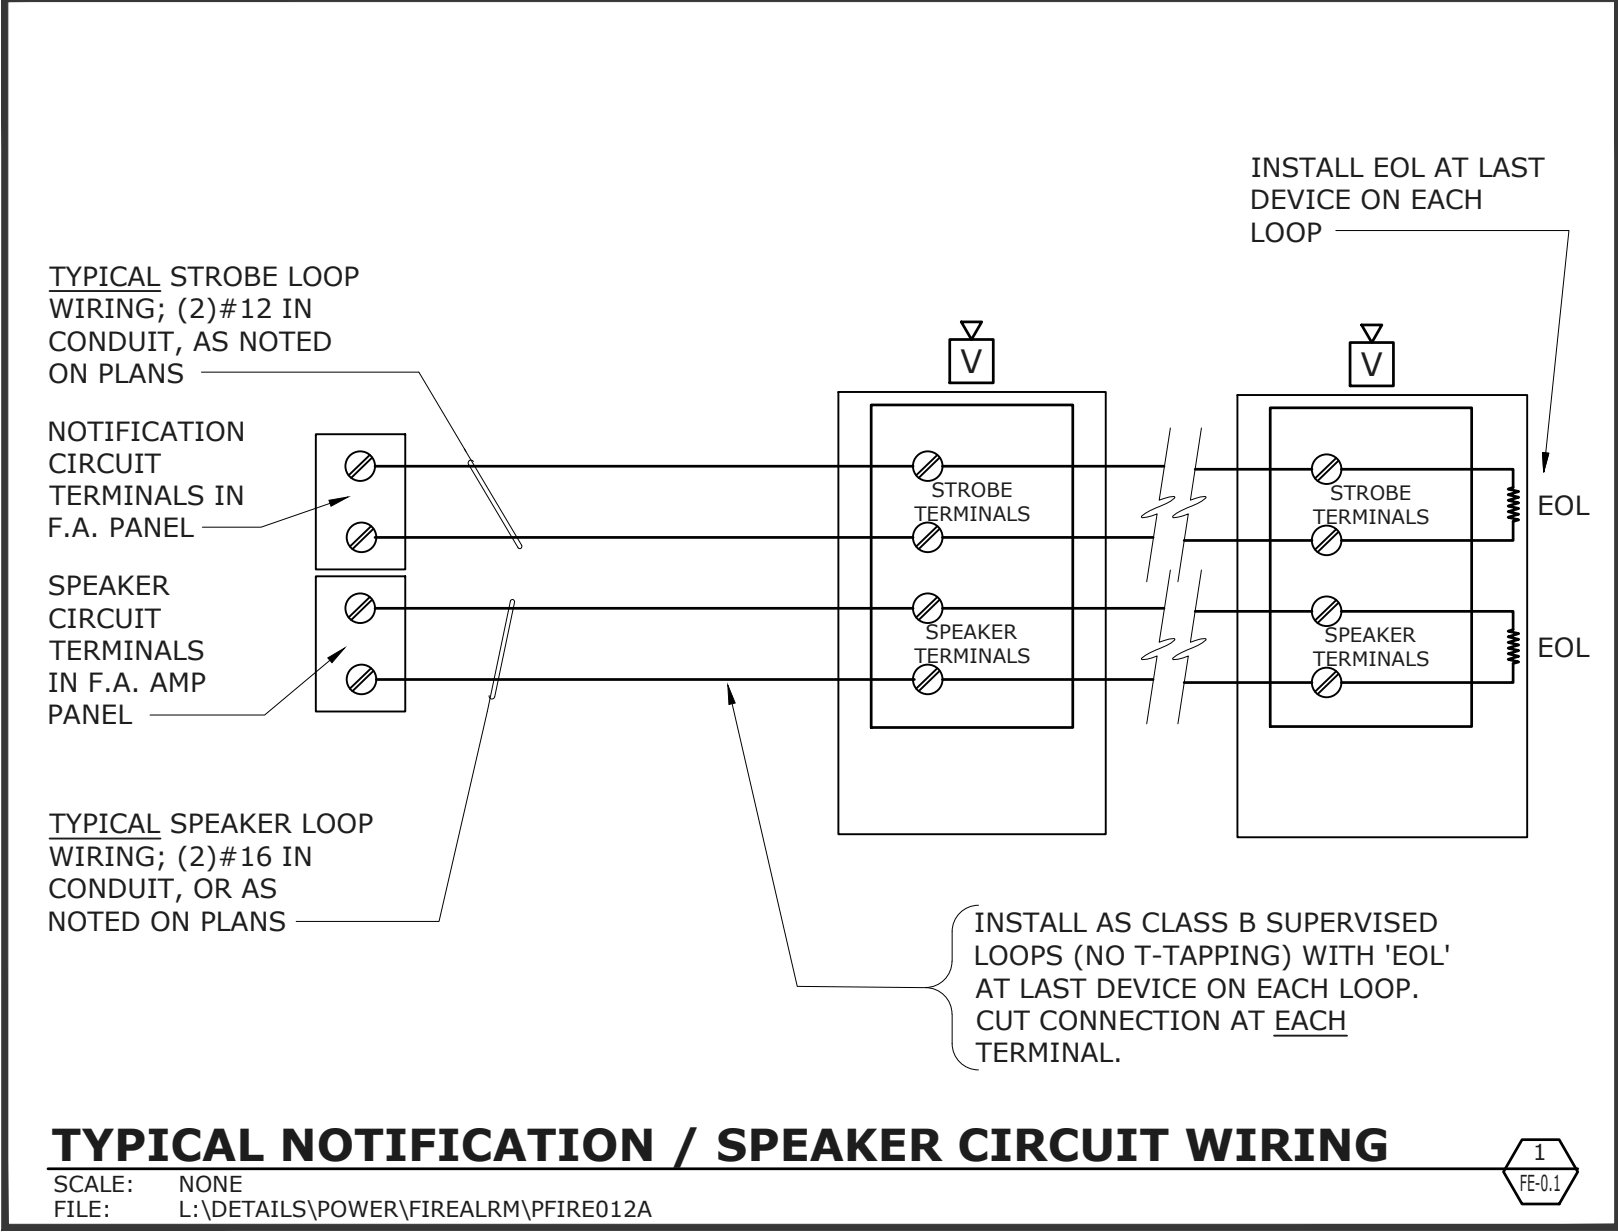 INSTALL EOL AT LAST
DEVICE ON EACH
LOOP
TYPICAL STROBE LOOP
WIRING; (2)#12 IN
CONDUIT, AS NOTED
ON PLANS
V
V
NOTIFICATION
CIRCUIT
TERMINALS IN
F.A. PANEL
STROBE
TERMINALS
STROBE
TERMINALS
EOL
SPEAKER
CIRCUIT
TERMINALS
IN F.A. AMP
PANEL
SPEAKER
TERMINALS
SPEAKER
TERMINALS
EOL
TYPICAL SPEAKER LOOP
WIRING; (2)#16 IN
CONDUIT, OR AS
NOTED ON PLANS
INSTALL AS CLASS B SUPERVISED
LOOPS (NO T-TAPPING) WITH 'EOL'
AT LAST DEVICE ON EACH LOOP.
CUT CONNECTION AT EACH
TERMINAL.
TYPICAL NOTIFICATION / SPEAKER CIRCUIT WIRING
SCALE: NONE
FILE: L:\DETAILS\POWER\FIREALRM\PFIRE012A
1
FE-0.1